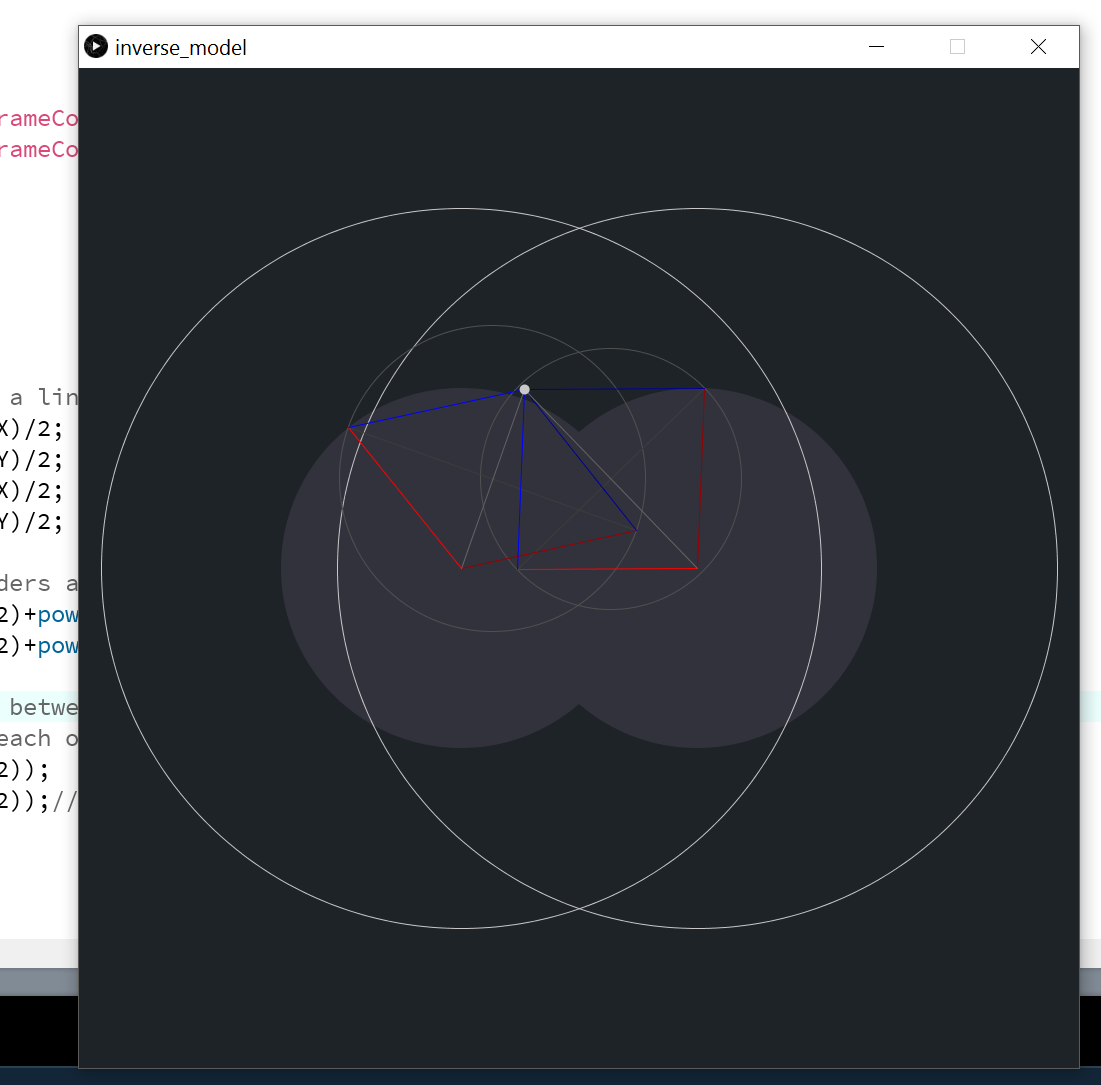 inverse_model
rameCo
rameCo
a lin
X)/2;
Y)/2;
X)/2;
Y)/2;
ders a
2)+pow
2)+pow
betwe
each o
2));
2));//